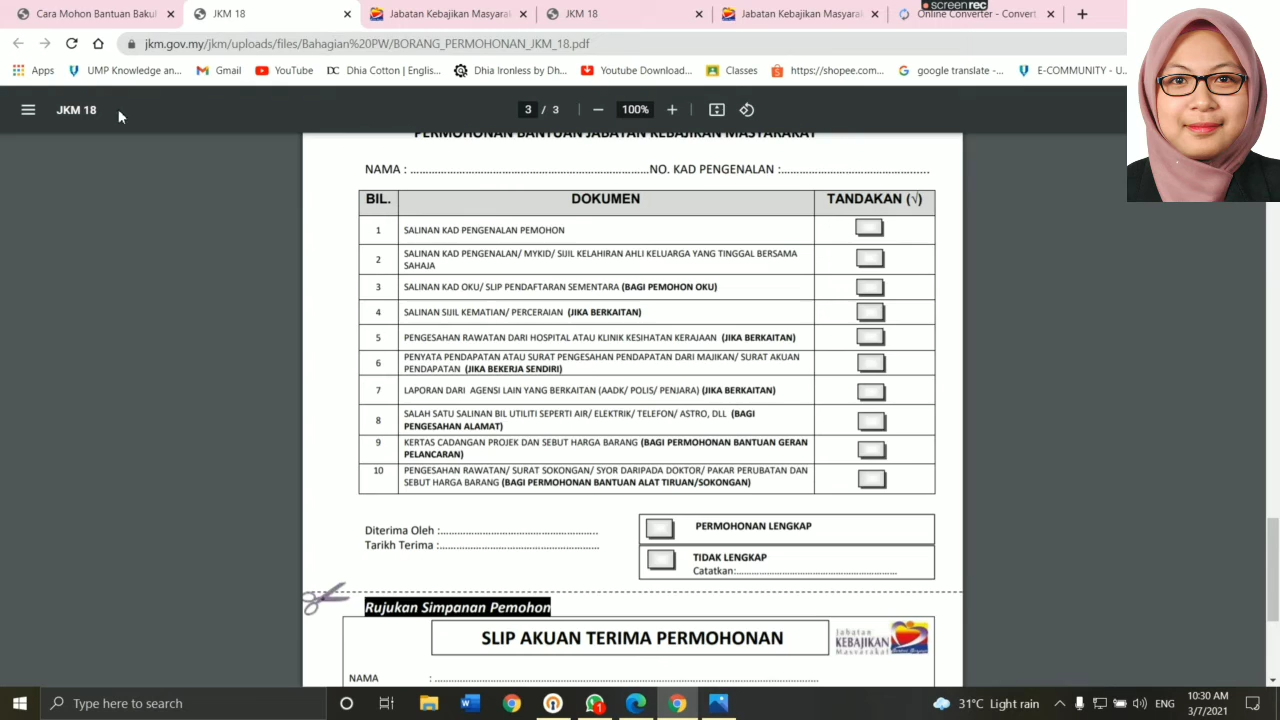 Cara Mohon Bantuan Bakul
JKM 18
Jabatan Kebajikan Masyarak
JKM 18
Jabatan Kebajikan Masyarak
Online Converter - Convert
screenrec
jkm.gov.my/jkm/uploads/files/Bahagian%20PW/BORANG_PERMOHONAN_JKM_18.pdf
Apps
UMP Knowledge an...
Gmail
YouTube
DC
Dhia Cotton | Englis...
Dhia Ironless by Dh...
Youtube Download...
Classes
https://shopee.com...
google translate -...
E-COMMUNITY - U...
JKM 18
3 / 3
100%
PERMOHONAN BANTUAN JABATAN KEBAJIKAN MASYARAKAT
NAMA : ................................................................NO. KAD PENGENALAN :........................................
BIL. DOKUMEN TANDAKAN (√)
1 SALINAN KAD PENGENALAN PEMOHON
2 SALINAN KAD PENGENALAN/ MYKID/ SIJIL KELAHIRAN AHLI KELUARGA YANG TINGGAL BERSAMA
SAHAJA
3 SALINAN KAD OKU/ SLIP PENDAFTARAN SEMENTARA (BAGI PEMOHON OKU)
4 SALINAN SIJIL KEMATIAN/ PERCERAIAN (JIKA BERKAITAN)
5 PENGESAHAN RAWATAN DARI HOSPITAL ATAU KLINIK KESIHATAN KERAJAAN (JIKA BERKAITAN)
6 PENYATA PENDAPATAN ATAU SURAT PENGESAHAN PENDAPATAN DARI MAJIKAN/ SURAT AKUAN
PENDAPATAN (JIKA BEKERJA SENDIRI)
7 LAPORAN DARI AGENSI LAIN YANG BERKAITAN (AADK/ POLIS/ PENJARA) (JIKA BERKAITAN)
8 SALAH SATU SALINAN BIL UTILITI SEPERTI AIR/ ELEKTRIK/ TELEFON/ ASTRO, DLL (BAGI
PENGESAHAN ALAMAT)
9 KERTAS CADANGAN PROJEK DAN SEBUT HARGA BARANG (BAGI PERMOHONAN BANTUAN GERAN
PELANCARAN)
10 PENGESAHAN RAWATAN/ SURAT SOKONGAN/ SYOR DARIPADA DOKTOR/ PAKAR PERUBATAN DAN
SEBUT HARGA BARANG (BAGI PERMOHONAN BANTUAN ALAT TIRUAN/SOKONGAN)
Diterima Oleh :....................................................
Tarikh Terima :.....................................................
PERMOHONAN LENGKAP
TIDAK LENGKAP
Catatkan:......................................................
Rujukan Simpanan Pemohon
SLIP AKUAN TERIMA PERMOHONAN
Jabatan
KEBAJIKAN
Masyarakat
NAMA : ................................................................................
Type here to search
1
31°C Light rain
ENG
10:30 AM
3/7/2021